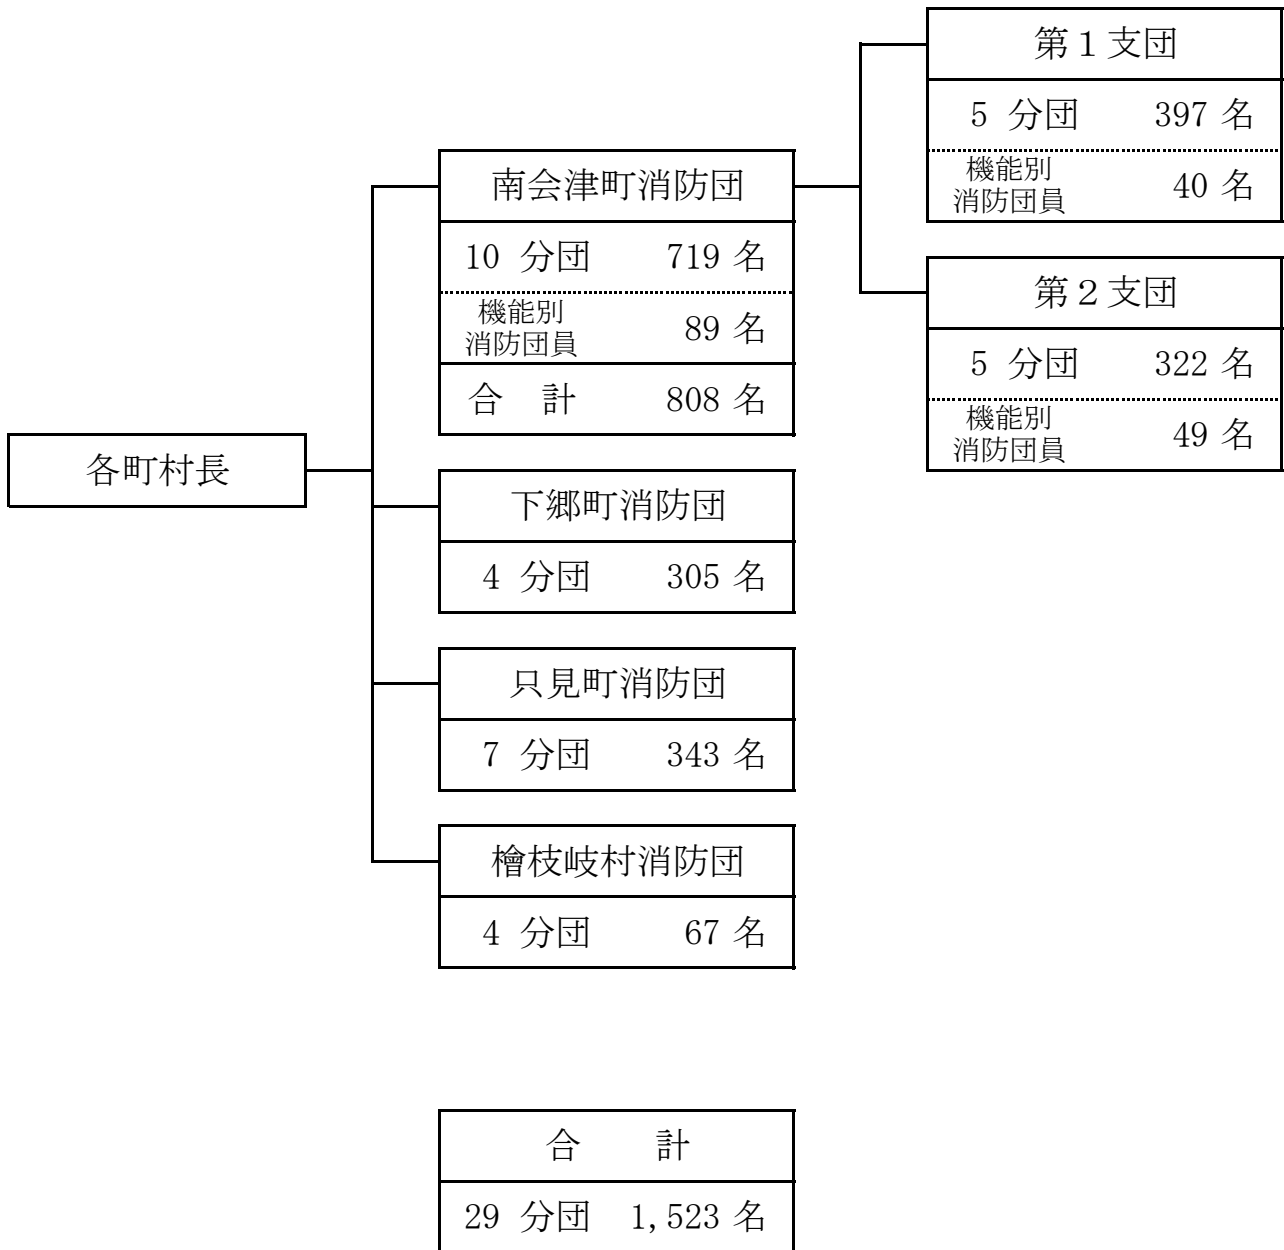 各町村長
南会津町消防団
10 分団 719 名
機能別
消防団員 89 名
合 計 808 名
第１支団
5 分団 397 名
機能別
消防団員 40 名
第２支団
5 分団 322 名
機能別
消防団員 49 名
下郷町消防団
4 分団 305 名
只見町消防団
7 分団 343 名
檜枝岐村消防団
4 分団 67 名
合 計
29 分団 1,523 名